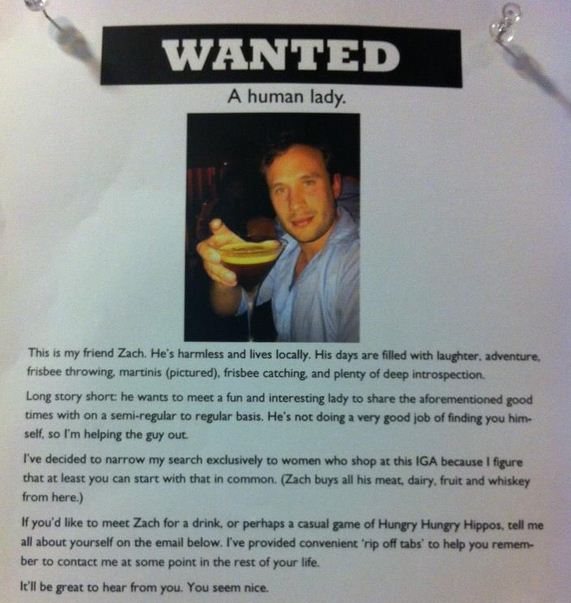 WANTED
A human lady.
This is my friend Zach. He's harmless and lives locally. His days are filled with laughter, adventure,
frisbee throwing, martinis (pictured), frisbee catching, and plenty of deep introspection.
Long story short: he wants to meet a fun and interesting lady to share the aforementioned good
times with on a semi-regular to regular basis. He's not doing a very good job of finding you him-
self, so I'm helping the guy out.
I've decided to narrow my search exclusively to women who shop at this IGA because I figure
that at least you can start with that in common. (Zach buys all his meat, dairy, fruit and whiskey
from here.)
If you'd like to meet Zach for a drink, or perhaps a casual game of Hungry Hungry Hippos, tell me
all about yourself on the email below. I've provided convenient 'rip off tabs' to help you remem-
ber to contact me at some point in the rest of your life.
It'll be great to hear from you. You seem nice.